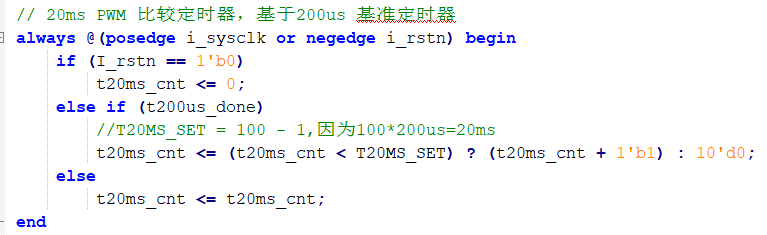 // 20ms PWM 比较定时器，基于200us 基准定时器
always @(posedge i_sysclk or negedge i_rstn) begin
if (I_rstn == 1'b0)
t20ms_cnt <= 0;
else if (t200us_done)
//T20MS_SET = 100 - 1,因为100*200us=20ms
t20ms_cnt <= (t20ms_cnt < T20MS_SET) ? (t20ms_cnt + 1'b1) : 10'd0;
else
t20ms_cnt <= t20ms_cnt;
end